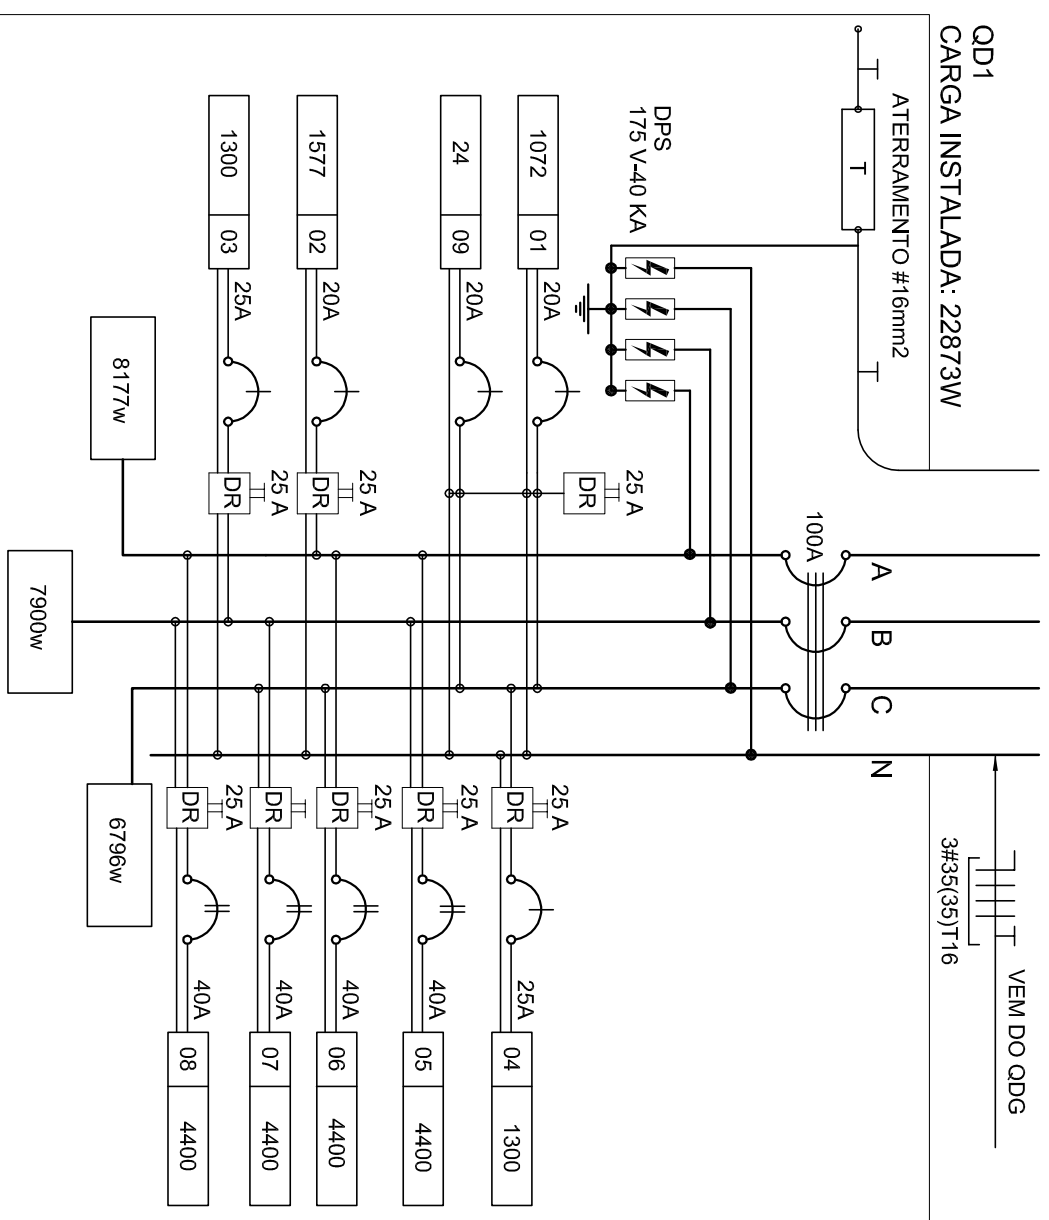 QD1
CARGA INSTALADA: 22873W
ATERRAMENTO #16mm2
T
DPS
175 V-40 KA
VEM DO QDG
3#35(35)T16
100A
A
B
C
N
1072
01
20A
25 A
DR
24
09
20A
1577
02
20A
25 A
DR
1300
03
25A
25 A
DR
25 A
DR
25A
04
1300
25 A
DR
40A
05
4400
25 A
DR
40A
06
4400
DR
40A
07
4400
25 A
DR
40A
08
4400
8177w
7900w
6796w